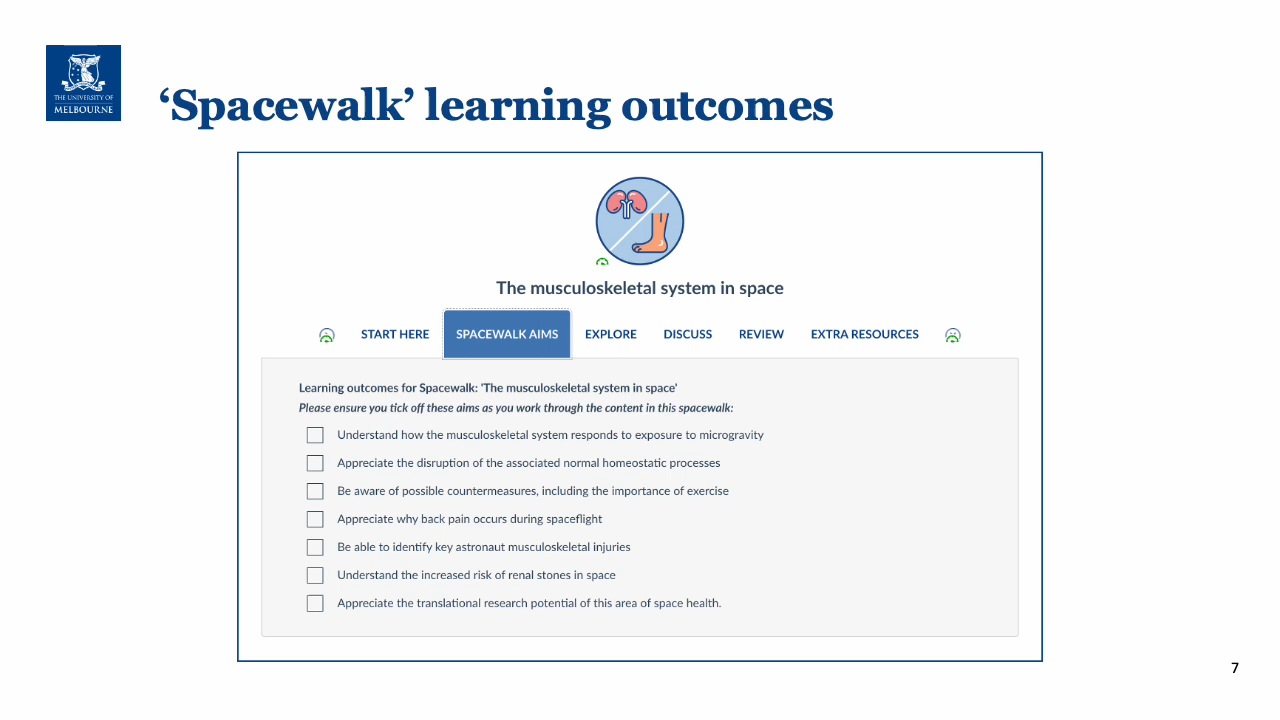 THE UNIVERSITY OF
MELBOURNE
‘Spacewalk’ learning outcomes
The musculoskeletal system in space
START HERE SPACEWALK AIMS EXPLORE DISCUSS REVIEW EXTRA RESOURCES
Learning outcomes for Spacewalk: 'The musculoskeletal system in space'
Please ensure you tick off these aims as you work through the content in this spacewalk:
Understand how the musculoskeletal system responds to exposure to microgravity
Appreciate the disruption of the associated normal homeostatic processes
Be aware of possible countermeasures, including the importance of exercise
Appreciate why back pain occurs during spaceflight
Be able to identify key astronaut musculoskeletal injuries
Understand the increased risk of renal stones in space
Appreciate the translational research potential of this area of space health.
7